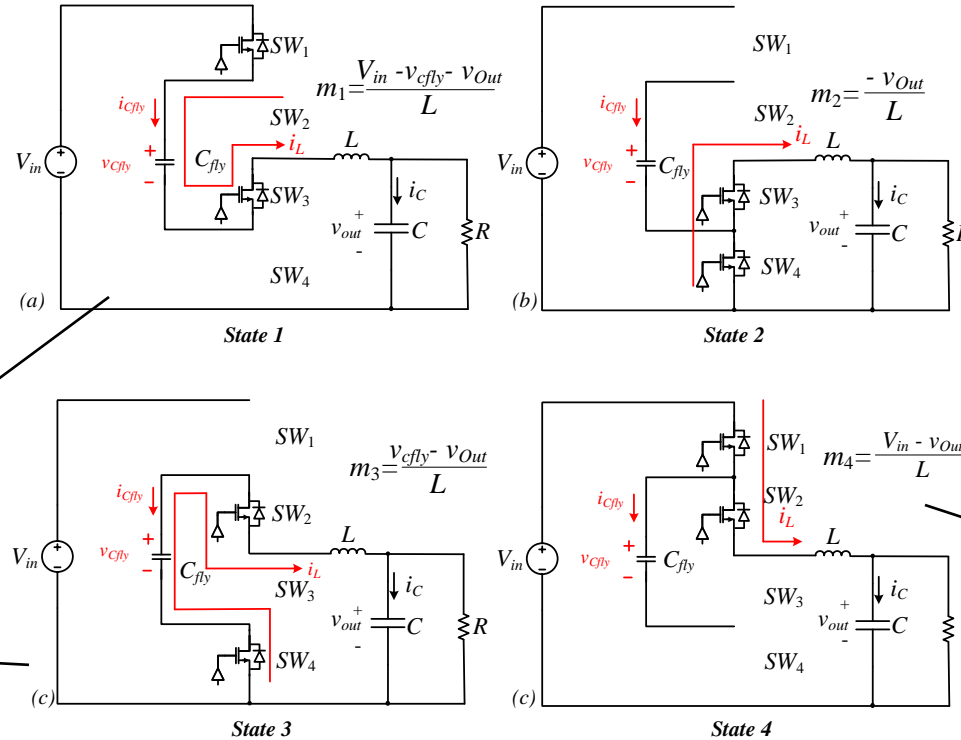 SW1
m1=Vin -vcfly- vOut
L
iCfly
SW2
L
iL
Vin
+
vCfly
−
Cfly
SW3
iC
vout
+
-
C
R
SW4
(a)
State 1
SW1
m2= - vOut
L
iCfly
SW2
L
iL
Vin
+
vCfly
−
Cfly
SW3
iC
vout
+
-
C
SW4
(b)
State 2
SW1
m3=vcfly- vOut
L
iCfly
SW2
L
Vin
+
vCfly
−
Cfly
iL
SW3
iC
vout
+
-
C
R
SW4
(c)
State 3
SW1
m4=Vin - vOut
L
iCfly
SW2
iL
L
Vin
+
vCfly
−
Cfly
SW3
iC
vout
+
-
C
SW4
(c)
State 4